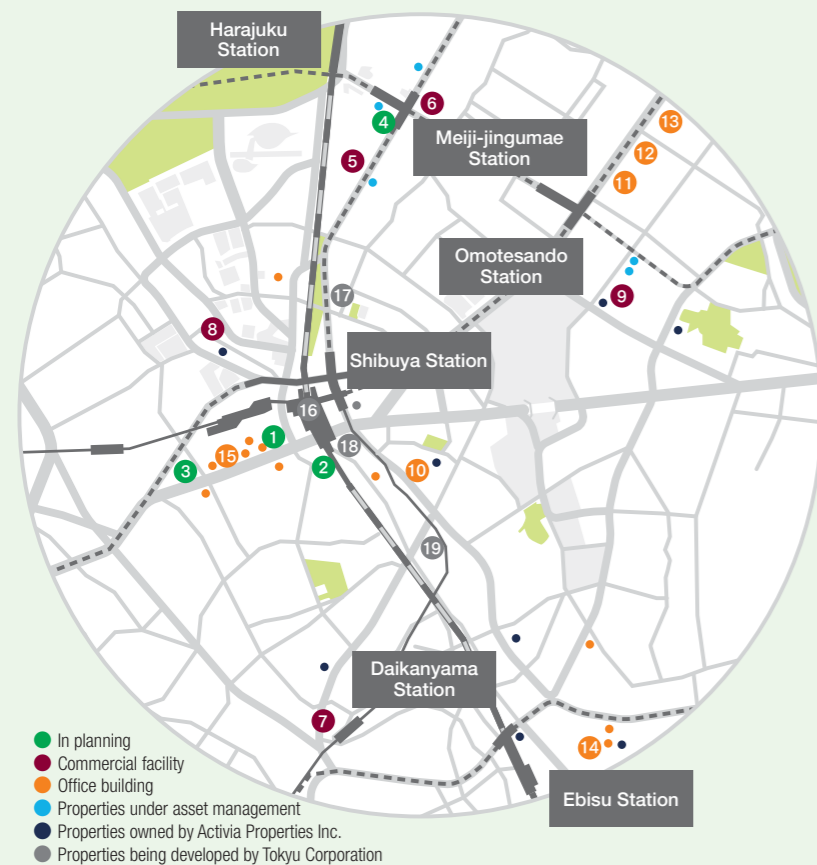 Harajuku
Station
6
4
13
Meiji-jingumae
Station
12
5
11
Omotesando
Station
17
9
8
Shibuya Station
16
1
18
15
3
2
10
19
Daikanyama
Station
7
14
Ebisu Station
In planning
Commercial facility
Office building
Properties under asset management
Properties owned by Activia Properties Inc.
Properties being developed by Tokyu Corporation